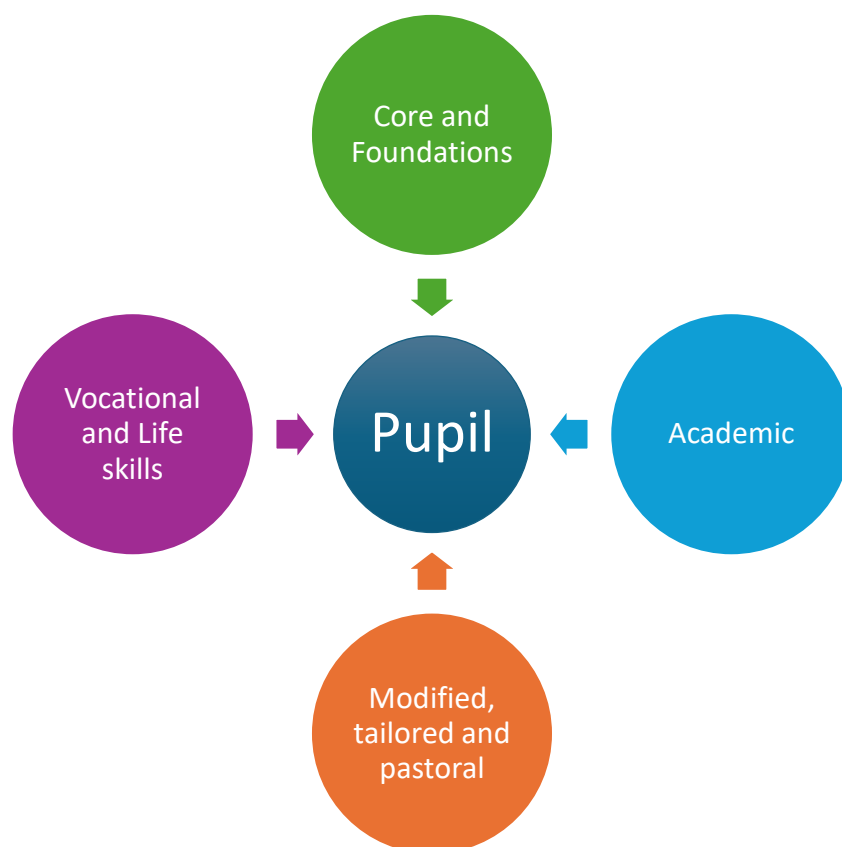 Core and
Foundations
Vocational
and Life
skills
Pupil
Academic
Modified,
tailored and
pastoral